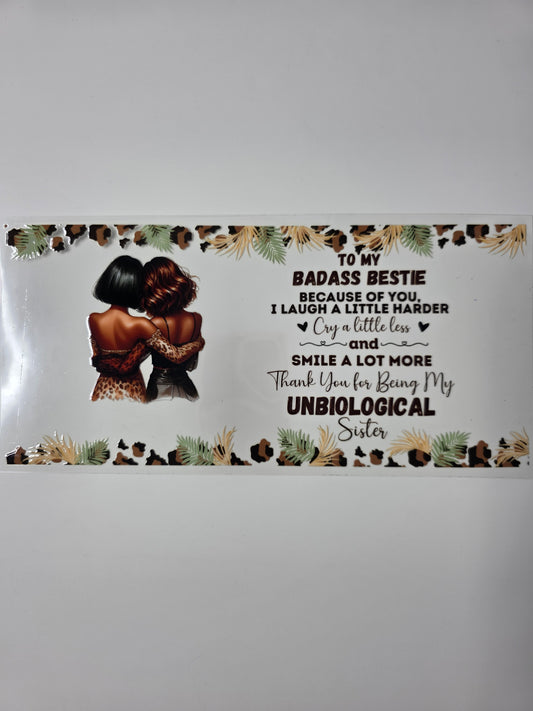 TO MY
BADASS BESTIE
BECAUSE OF YOU,
I LAUGH A LITTLE HARDER
Cry a little less
and
SMILE A LOT MORE
Thank You for Being My
UNBIOLOGICAL
Sister